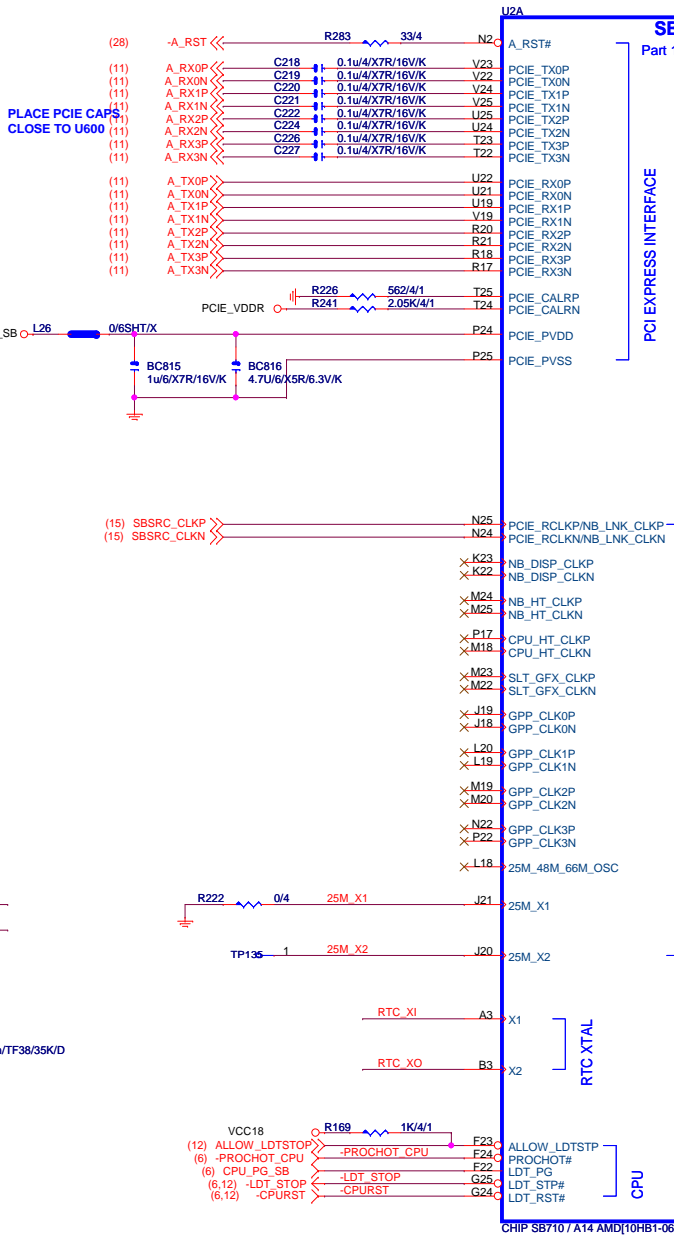 U2A
SB
Part 1
(28) -A_RST R283 33/4 N2 A_RST#
(11) A_RX0P C218 0.1u/4/X7R/16V/K V23 PCIE_TX0P
(11) A_RX0N C219 0.1u/4/X7R/16V/K V22 PCIE_TX0N
(11) A_RX1P C220 0.1u/4/X7R/16V/K V24 PCIE_TX1P
(11) A_RX1N C221 0.1u/4/X7R/16V/K V25 PCIE_TX1N
(11) A_RX2P C222 0.1u/4/X7R/16V/K U25 PCIE_TX2P
(11) A_RX2N C224 0.1u/4/X7R/16V/K U24 PCIE_TX2N
(11) A_RX3P C226 0.1u/4/X7R/16V/K T23 PCIE_TX3P
(11) A_RX3N C227 0.1u/4/X7R/16V/K T22 PCIE_TX3N
PLACE PCIE CAPS
CLOSE TO U600
(11) A_TX0P U22 PCIE_RX0P
(11) A_TX0N U21 PCIE_RX0N
(11) A_TX1P U19 PCIE_RX1P
(11) A_TX1N V19 PCIE_RX1N
(11) A_TX2P R20 PCIE_RX2P
(11) A_TX2N R21 PCIE_RX2N
(11) A_TX3P R18 PCIE_RX3P
(11) A_TX3N R17 PCIE_RX3N
PCI EXPRESS INTERFACE
R226 562/4/1 T25 PCIE_CALRP
PCIE_VDDR R241 2.05K/4/1 T24 PCIE_CALRN
_SB L26 0/6SHT/X P24 PCIE_PVDD
P25 PCIE_PVSS
BC815 BC816
1u/6/X7R/16V/K 4.7U/6/X5R/6.3V/K
(15) SBSRC_CLKP N25 PCIE_RCLKP/NB_LNK_CLKP
(15) SBSRC_CLKN N24 PCIE_RCLKN/NB_LNK_CLKN
K23 NB_DISP_CLKP
K22 NB_DISP_CLKN
M24 NB_HT_CLKP
M25 NB_HT_CLKN
P17 CPU_HT_CLKP
M18 CPU_HT_CLKN
M23 SLT_GFX_CLKP
M22 SLT_GFX_CLKN
J19 GPP_CLK0P
J18 GPP_CLK0N
L20 GPP_CLK1P
L19 GPP_CLK1N
M19 GPP_CLK2P
M20 GPP_CLK2N
N22 GPP_CLK3P
P22 GPP_CLK3N
L18 25M_48M_66M_OSC
R222 0/4 25M_X1 J21 25M_X1
TP135 1 25M_X2 J20 25M_X2
RTC_XI A3 X1
/TF38/35K/D
RTC_XO B3 X2
RTC XTAL
VCC18 R169 1K/4/1
(12) ALLOW_LDTSTOP F23 ALLOW_LDTSTP
(6) -PROCHOT_CPU -PROCHOT_CPU F24 PROCHOT#
(6) CPU_PG_SB F22 LDT_PG
(6,12) -LDT_STOP -LDT_STOP G25 LDT_STP#
(6,12) -CPURST -CPURST G24 LDT_RST#
CPU
CHIP SB710 / A14 AMD[10HB1-06